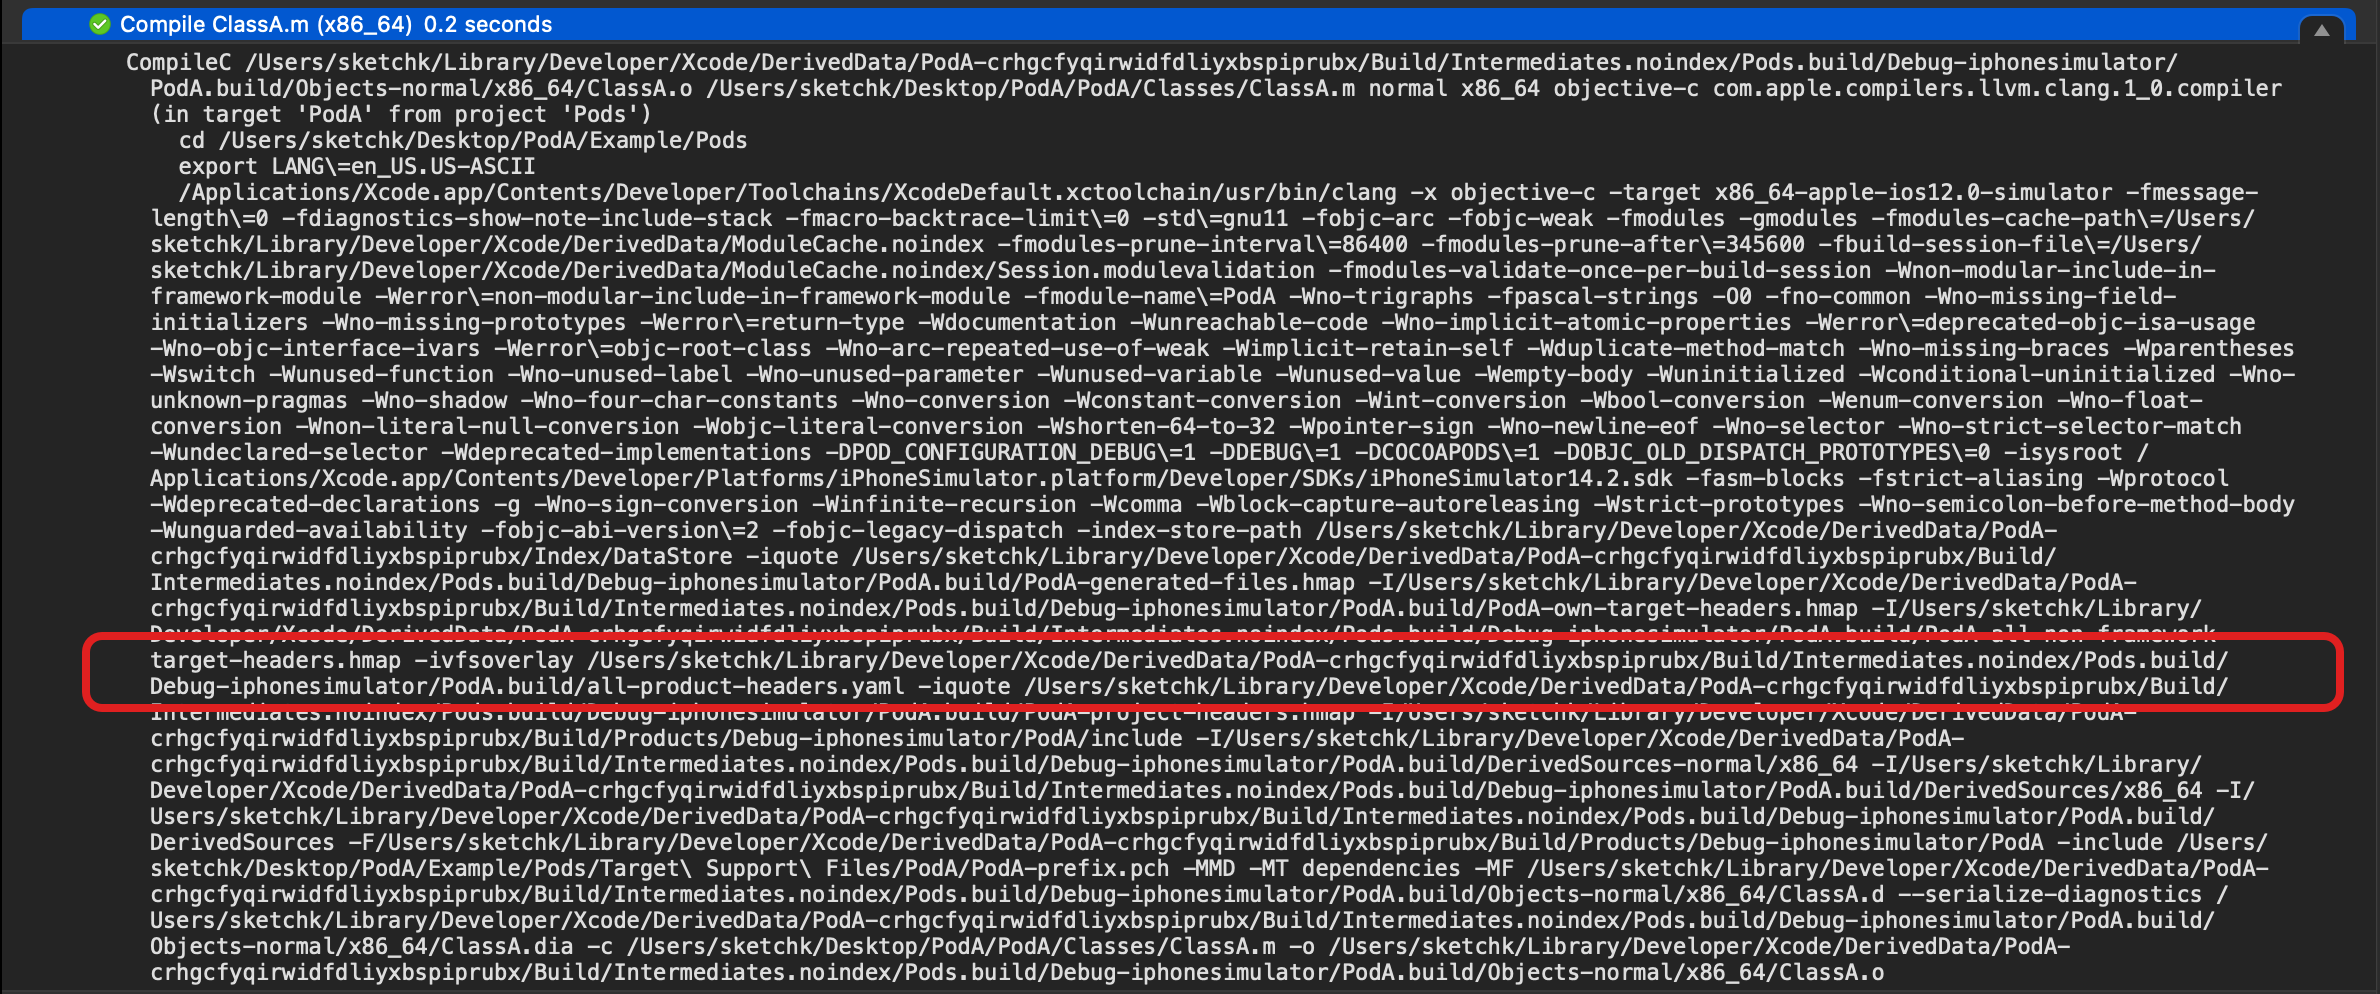 Compile ClassA.m (x86_64) 0.2 seconds
CompileC /Users/sketchk/Library/Developer/Xcode/DerivedData/PodA-crhgcfyqirwidfdliyxbspiprubx/Build/Intermediates.noindex/Pods.build/Debug-iphonesimulator/
PodA.build/Objects-normal/x86_64/ClassA.o /Users/sketchk/Desktop/PodA/PodA/Classes/ClassA.m normal x86_64 objective-c com.apple.compilers.llvm.clang.1_0.compiler
(in target 'PodA' from project 'Pods')
cd /Users/sketchk/Desktop/PodA/Example/Pods
export LANG\=en_US.US-ASCII
/Applications/Xcode.app/Contents/Developer/Toolchains/XcodeDefault.xctoolchain/usr/bin/clang -x objective-c -target x86_64-apple-ios12.0-simulator -fmessage-
length\=0 -fdiagnostics-show-note-include-stack -fmacro-backtrace-limit\=0 -std\=gnu11 -fobjc-arc -fobjc-weak -fmodules -gmodules -fmodules-cache-path\=/Users/
sketchk/Library/Developer/Xcode/DerivedData/ModuleCache.noindex -fmodules-prune-interval\=86400 -fmodules-prune-after\=345600 -fbuild-session-file\=/Users/
sketchk/Library/Developer/Xcode/DerivedData/ModuleCache.noindex/Session.modulevalidation -fmodules-validate-once-per-build-session -Wnon-modular-include-in-
framework-module -Werror\=non-modular-include-in-framework-module -fmodule-name\=PodA -Wno-trigraphs -fpascal-strings -O0 -fno-common -Wno-missing-field-
initializers -Wno-missing-prototypes -Werror\=return-type -Wdocumentation -Wunreachable-code -Wno-implicit-atomic-properties -Werror\=deprecated-objc-isa-usage
-Wno-objc-interface-ivars -Werror\=objc-root-class -Wno-arc-repeated-use-of-weak -Wimplicit-retain-self -Wduplicate-method-match -Wno-missing-braces -Wparentheses
-Wswitch -Wunused-function -Wno-unused-label -Wno-unused-parameter -Wunused-variable -Wunused-value -Wempty-body -Wuninitialized -Wconditional-uninitialized -Wno-
unknown-pragmas -Wno-shadow -Wno-four-char-constants -Wno-conversion -Wconstant-conversion -Wint-conversion -Wbool-conversion -Wenum-conversion -Wno-float-
conversion -Wnon-literal-null-conversion -Wobjc-literal-conversion -Wshorten-64-to-32 -Wpointer-sign -Wno-newline-eof -Wno-selector -Wno-strict-selector-match
-Wundeclared-selector -Wdeprecated-implementations -DPOD_CONFIGURATION_DEBUG\=1 -DDEBUG\=1 -DCOCOAPODS\=1 -DOBJC_OLD_DISPATCH_PROTOTYPES\=0 -isysroot /
Applications/Xcode.app/Contents/Developer/Platforms/iPhoneSimulator.platform/Developer/SDKs/iPhoneSimulator14.2.sdk -fasm-blocks -fstrict-aliasing -Wprotocol
-Wdeprecated-declarations -g -Wno-sign-conversion -Winfinite-recursion -Wcomma -Wblock-capture-autoreleasing -Wstrict-prototypes -Wno-semicolon-before-method-body
-Wunguarded-availability -fobjc-abi-version\=2 -fobjc-legacy-dispatch -index-store-path /Users/sketchk/Library/Developer/Xcode/DerivedData/PodA-
crhgcfyqirwidfdliyxbspiprubx/Index/DataStore -iquote /Users/sketchk/Library/Developer/Xcode/DerivedData/PodA-crhgcfyqirwidfdliyxbspiprubx/Build/
Intermediates.noindex/Pods.build/Debug-iphonesimulator/PodA.build/PodA-generated-files.hmap -I/Users/sketchk/Library/Developer/Xcode/DerivedData/PodA-
crhgcfyqirwidfdliyxbspiprubx/Build/Intermediates.noindex/Pods.build/Debug-iphonesimulator/PodA.build/PodA-own-target-headers.hmap -I/Users/sketchk/Library/
Developer/Xcode/DerivedData/PodA-crhgcfyqirwidfdliyxbspiprubx/Build/Intermediates.noindex/Pods.build/Debug-iphonesimulator/PodA.build/PodA-all-non-framework-
target-headers.hmap -ivfsoverlay /Users/sketchk/Library/Developer/Xcode/DerivedData/PodA-crhgcfyqirwidfdliyxbspiprubx/Build/Intermediates.noindex/Pods.build/
Debug-iphonesimulator/PodA.build/all-product-headers.yaml -iquote /Users/sketchk/Library/Developer/Xcode/DerivedData/PodA-crhgcfyqirwidfdliyxbspiprubx/Build/
Intermediates.noindex/Pods.build/Debug-iphonesimulator/PodA.build/PodA-project-headers.hmap -I/Users/sketchk/Library/Developer/Xcode/DerivedData/PodA-
crhgcfyqirwidfdliyxbspiprubx/Build/Products/Debug-iphonesimulator/PodA/include -I/Users/sketchk/Library/Developer/Xcode/DerivedData/PodA-
crhgcfyqirwidfdliyxbspiprubx/Build/Intermediates.noindex/Pods.build/Debug-iphonesimulator/PodA.build/DerivedSources-normal/x86_64 -I/Users/sketchk/Library/
Developer/Xcode/DerivedData/PodA-crhgcfyqirwidfdliyxbspiprubx/Build/Intermediates.noindex/Pods.build/Debug-iphonesimulator/PodA.build/DerivedSources/x86_64 -I/
Users/sketchk/Library/Developer/Xcode/DerivedData/PodA-crhgcfyqirwidfdliyxbspiprubx/Build/Intermediates.noindex/Pods.build/Debug-iphonesimulator/PodA.build/
DerivedSources -F/Users/sketchk/Library/Developer/Xcode/DerivedData/PodA-crhgcfyqirwidfdliyxbspiprubx/Build/Products/Debug-iphonesimulator/PodA -include /Users/
sketchk/Desktop/PodA/Example/Pods/Target\ Support\ Files/PodA/PodA-prefix.pch -MMD -MT dependencies -MF /Users/sketchk/Library/Developer/Xcode/DerivedData/PodA-
crhgcfyqirwidfdliyxbspiprubx/Build/Intermediates.noindex/Pods.build/Debug-iphonesimulator/PodA.build/Objects-normal/x86_64/ClassA.d --serialize-diagnostics /
Users/sketchk/Library/Developer/Xcode/DerivedData/PodA-crhgcfyqirwidfdliyxbspiprubx/Build/Intermediates.noindex/Pods.build/Debug-iphonesimulator/PodA.build/
Objects-normal/x86_64/ClassA.dia -c /Users/sketchk/Desktop/PodA/PodA/Classes/ClassA.m -o /Users/sketchk/Library/Developer/Xcode/DerivedData/PodA-
crhgcfyqirwidfdliyxbspiprubx/Build/Intermediates.noindex/Pods.build/Debug-iphonesimulator/PodA.build/Objects-normal/x86_64/ClassA.o